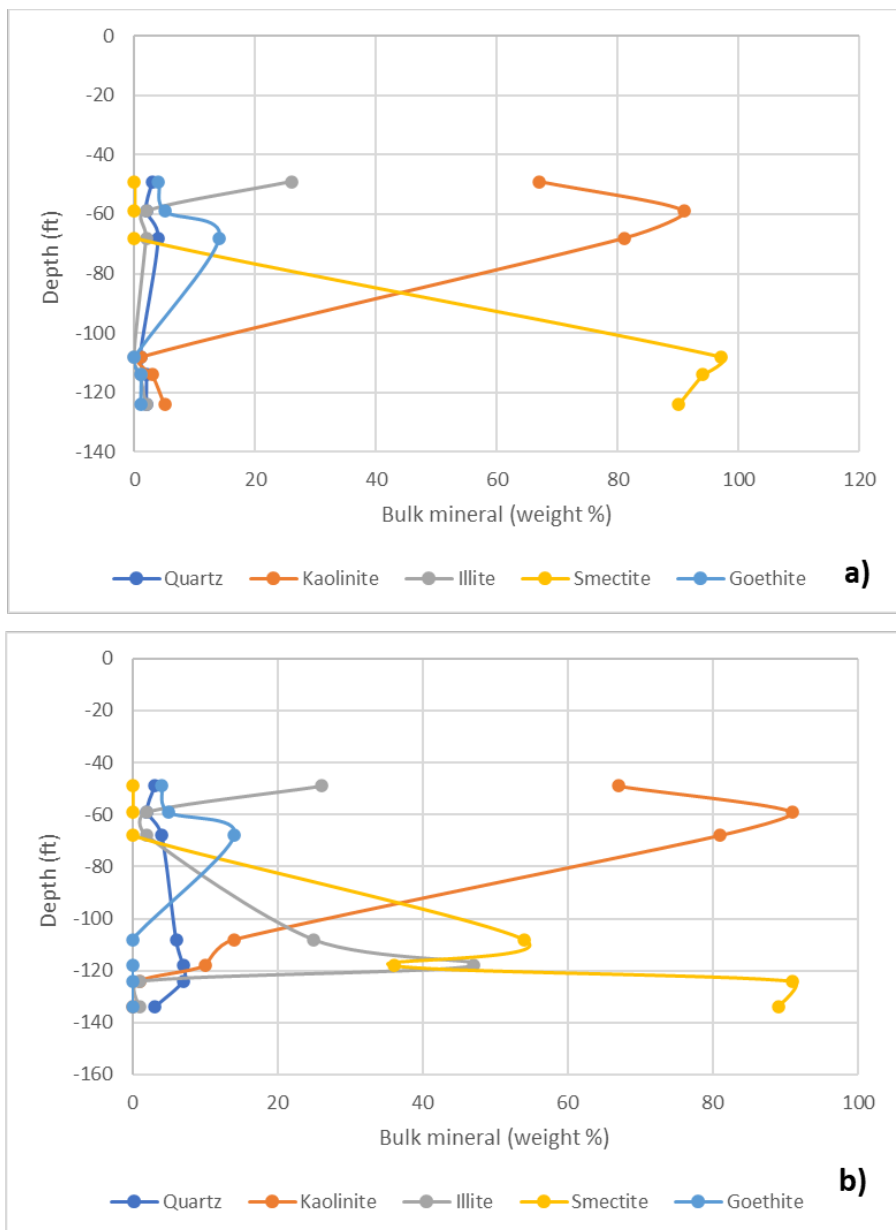 0
-20
-40
-60
-80
-100
-120
-140
Depth (ft)
0 20 40 60 80 100 120
Bulk mineral (weight %)
Quartz Kaolinite Illite Smectite Goethite
a)
0
-20
-40
-60
-80
-100
-120
-140
-160
Depth (ft)
0 20 40 60 80 100
Bulk mineral (weight %)
Quartz Kaolinite Illite Smectite Goethite
b)